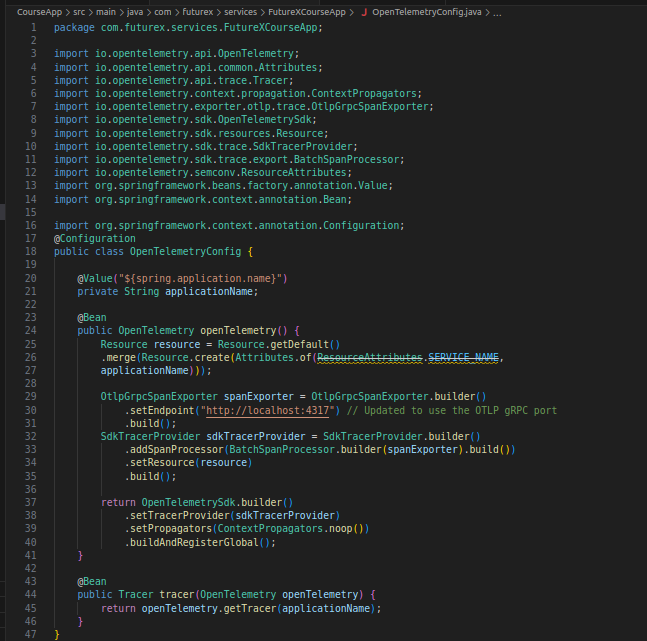 CourseApp > src > main > java > com > futurex > services > FutureXCourseApp > J OpenTelemetryConfig.java > ...
1 package com.futurex.services.FutureXCourseApp;
2
3 import io.opentelemetry.api.OpenTelemetry;
4 import io.opentelemetry.api.common.Attributes;
5 import io.opentelemetry.api.trace.Tracer;
6 import io.opentelemetry.context.propagation.ContextPropagators;
7 import io.opentelemetry.exporter.otlp.trace.OtlpGrpcSpanExporter;
8 import io.opentelemetry.sdk.OpenTelemetrySdk;
9 import io.opentelemetry.sdk.resources.Resource;
10 import io.opentelemetry.sdk.trace.SdkTracerProvider;
11 import io.opentelemetry.sdk.trace.export.BatchSpanProcessor;
12 import io.opentelemetry.semconv.ResourceAttributes;
13 import org.springframework.beans.factory.annotation.Value;
14 import org.springframework.context.annotation.Bean;
15
16 import org.springframework.context.annotation.Configuration;
17 @Configuration
18 public class OpenTelemetryConfig {
19
20 @Value("${spring.application.name}")
21 private String applicationName;
22
23 @Bean
24 public OpenTelemetry openTelemetry() {
25 Resource resource = Resource.getDefault()
26 .merge(Resource.create(Attributes.of(ResourceAttributes.SERVICE_NAME,
27 applicationName)));
28
29 OtlpGrpcSpanExporter spanExporter = OtlpGrpcSpanExporter.builder()
30 .setEndpoint("http://localhost:4317") // Updated to use the OTLP gRPC port
31 .build();
32 SdkTracerProvider sdkTracerProvider = SdkTracerProvider.builder()
33 .addSpanProcessor(BatchSpanProcessor.builder(spanExporter).build())
34 .setResource(resource)
35 .build();
36
37 return OpenTelemetrySdk.builder()
38 .setTracerProvider(sdkTracerProvider)
39 .setPropagators(ContextPropagators.noop())
40 .buildAndRegisterGlobal();
41 }
42
43 @Bean
44 public Tracer tracer(OpenTelemetry openTelemetry) {
45 return openTelemetry.getTracer(applicationName);
46 }
47 }